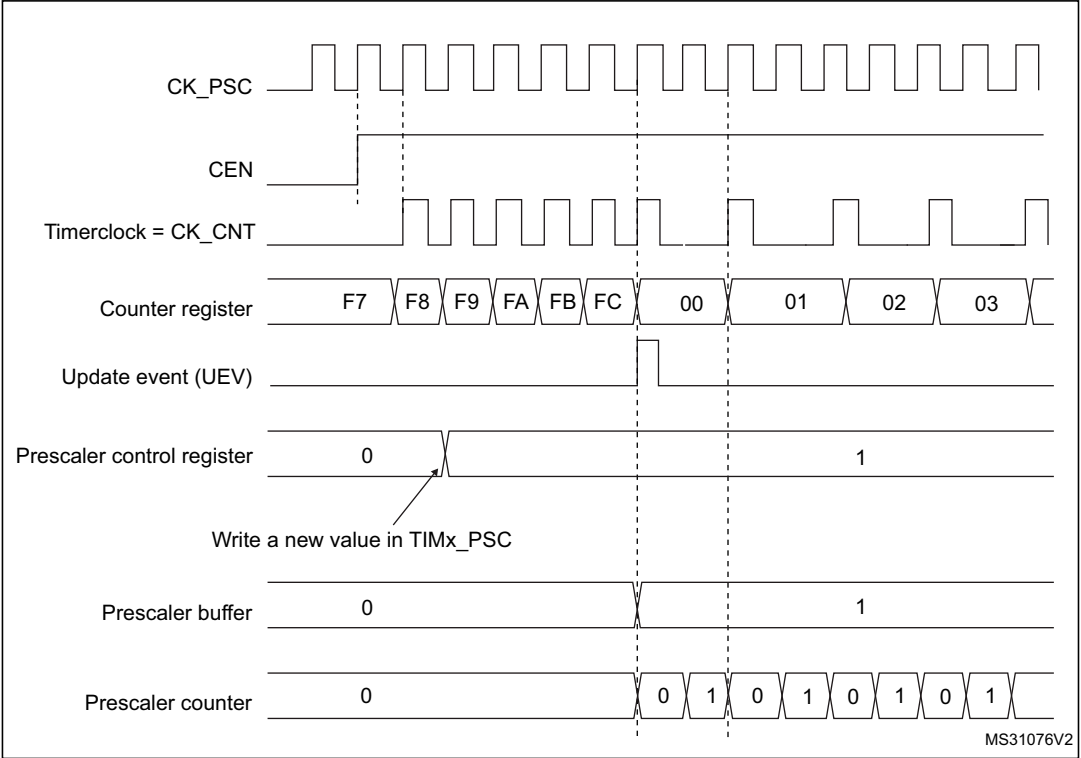 CK_PSC
CEN
Timerclock = CK_CNT
Counter register F7 F8 F9 FA FB FC 00 01 02 03
Update event (UEV)
Prescaler control register 0 1
Write a new value in TIMx_PSC
Prescaler buffer 0 1
Prescaler counter 0 0 1 0 1 0 1 0 1
MS31076V2